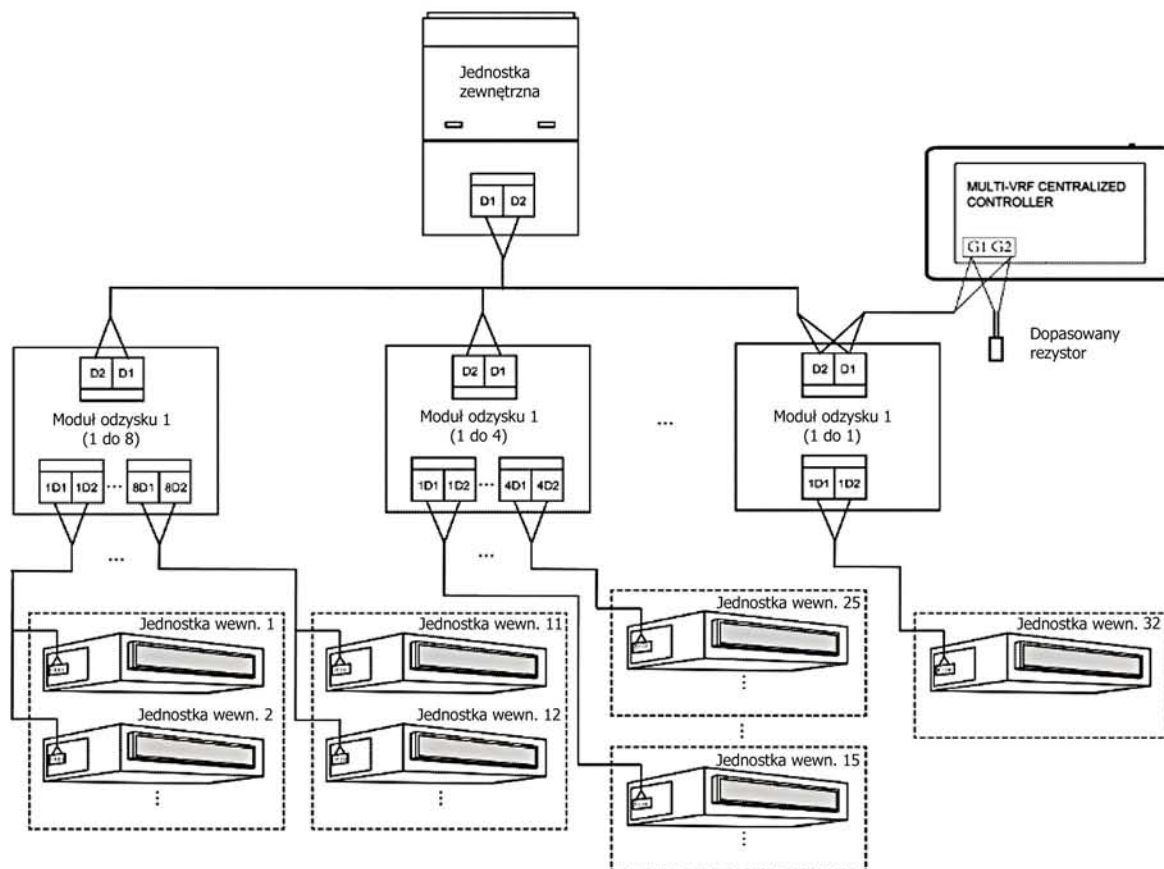 Jednostka
zewnętrzna
D1 D2
MULTI-VRF CENTRALIZED
CONTROLLER
G1 G2
Dopasowany
rezystor
D2 D1
Moduł odzysku 1
(1 do 8)
1D1 1D2 ... 8D1 8D2
...
D2 D1
Moduł odzysku 1
(1 do 4)
1D1 1D2 ... 4D1 4D2
...
...
D2 D1
Moduł odzysku 1
(1 do 1)
1D1 1D2
Jednostka wewn. 1
Jednostka wewn. 2
Jednostka wewn. 11
Jednostka wewn. 12
Jednostka wewn. 25
Jednostka wewn. 15
Jednostka wewn. 32